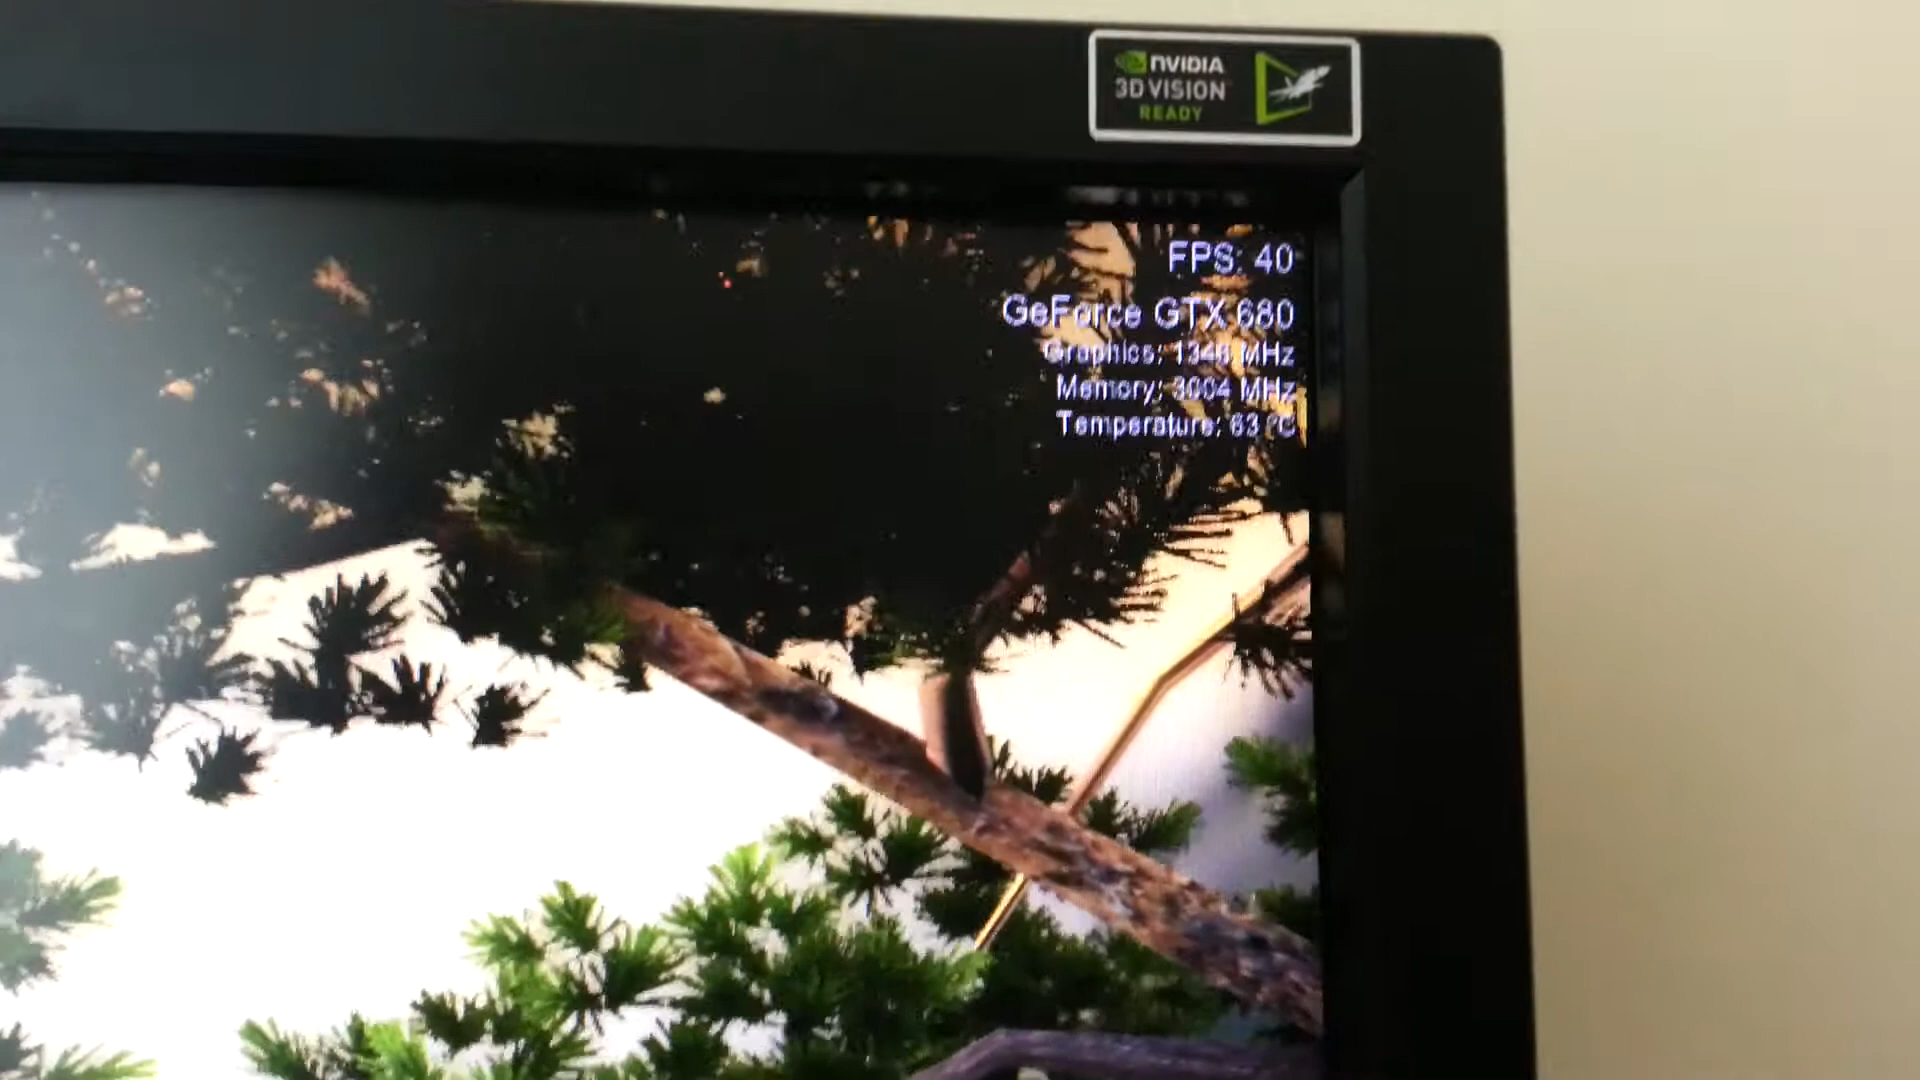 nVIDIA
3D VISION
READY
FPS: 40
GeForce GTX 680
Graphics: 1346 MHz
Memory: 3004 MHz
Temperature: 63 °C